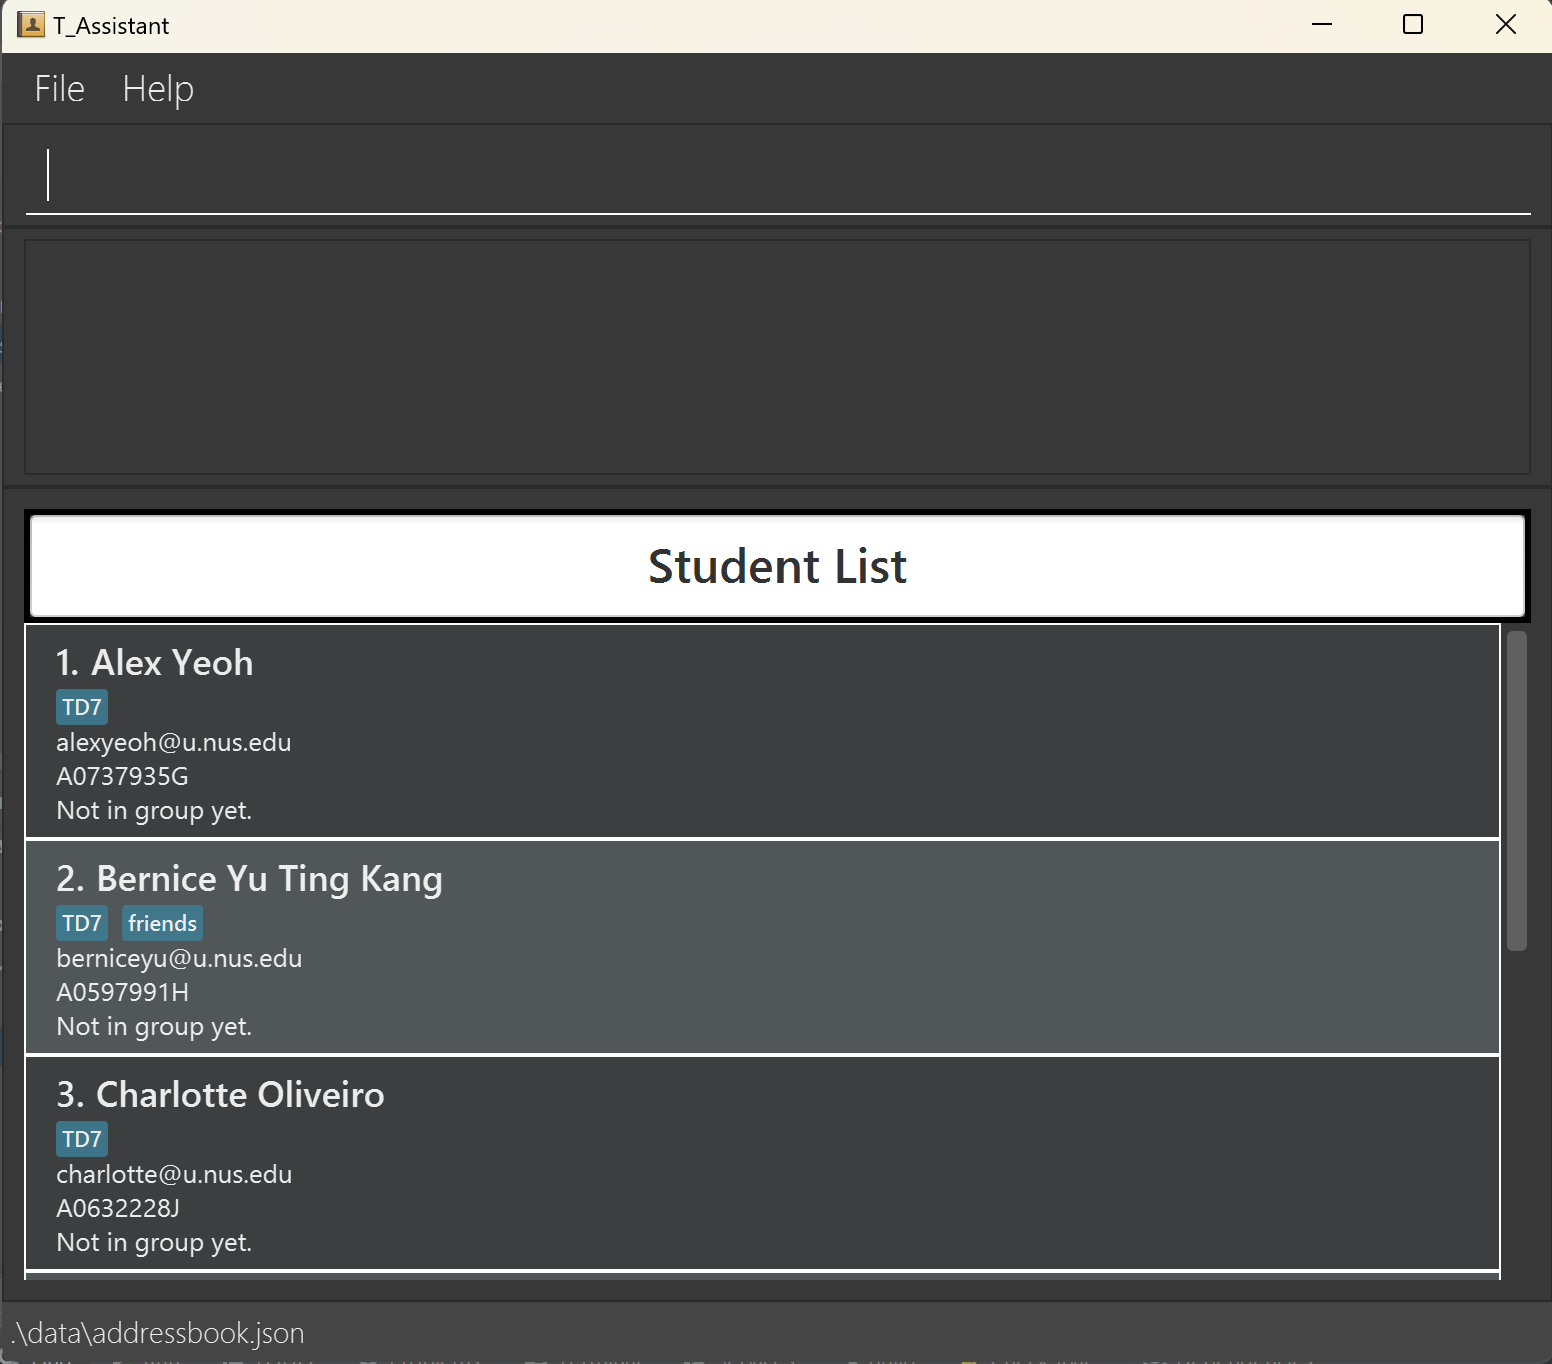 T_Assistant
File Help
Student List
1. Alex Yeoh
TD7
alexyeoh@u.nus.edu
A0737935G
Not in group yet.
2. Bernice Yu Ting Kang
TD7 friends
berniceyu@u.nus.edu
A0597991H
Not in group yet.
3. Charlotte Oliveiro
TD7
charlotte@u.nus.edu
A0632228J
Not in group yet.
.\data\addressbook.json